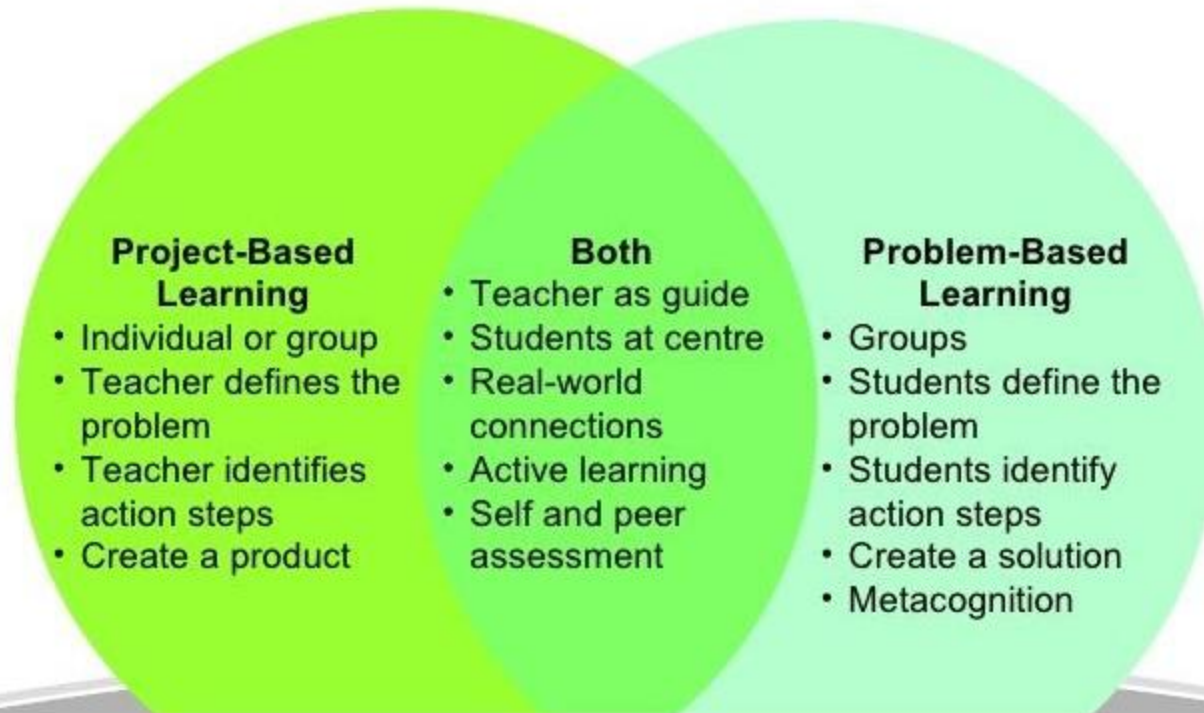 Project-Based
Learning
• Individual or group
• Teacher defines the
problem
• Teacher identifies
action steps
• Create a product
Both
• Teacher as guide
• Students at centre
• Real-world
connections
• Active learning
• Self and peer
assessment
Problem-Based
Learning
• Groups
• Students define the
problem
• Students identify
action steps
• Create a solution
• Metacognition